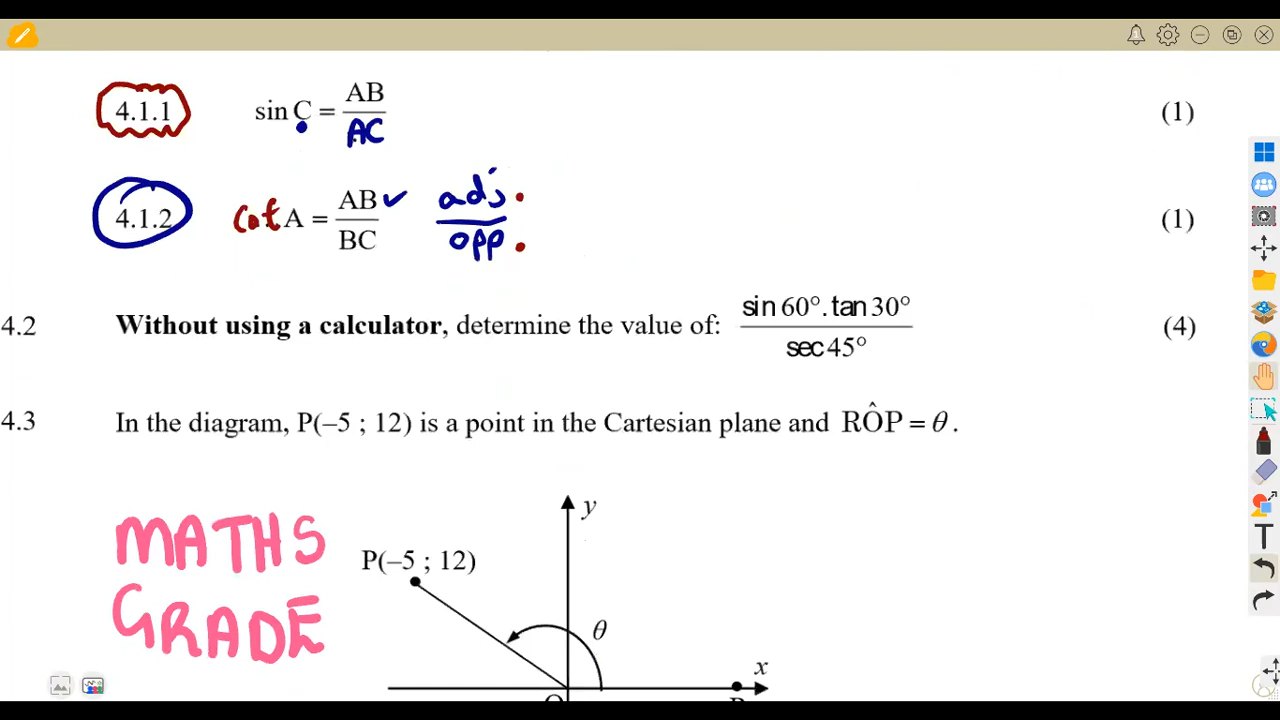 4.1.1 sin C = AB/AC (1)
4.1.2 cot A = AB/BC adj/opp (1)
4.2 Without using a calculator, determine the value of: sin 60°.tan 30°/sec 45° (4)
4.3 In the diagram, P(–5 ; 12) is a point in the Cartesian plane and RÔP = θ .
y
MATHS
P(–5 ; 12)
GRADE
θ
x